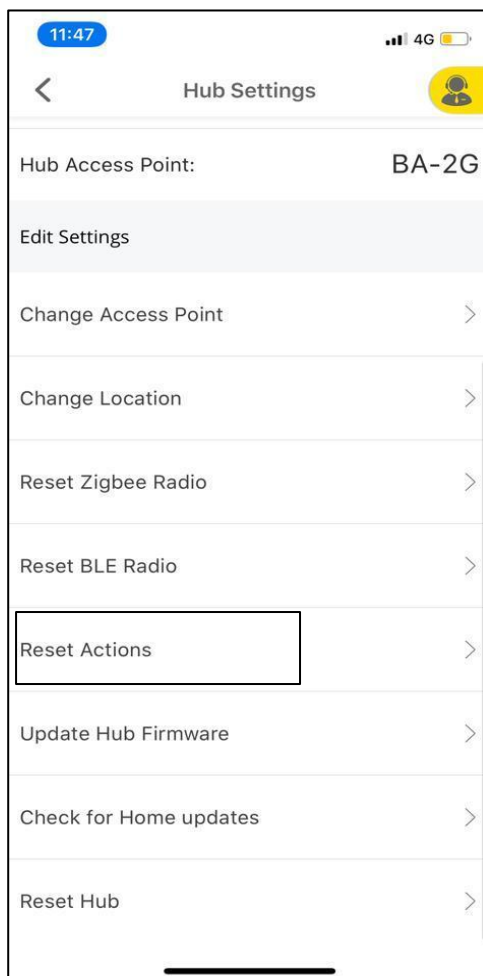 11:47
4G
Hub Settings
Hub Access Point: BA-2G
Edit Settings
Change Access Point
Change Location
Reset Zigbee Radio
Reset BLE Radio
Reset Actions
Update Hub Firmware
Check for Home updates
Reset Hub